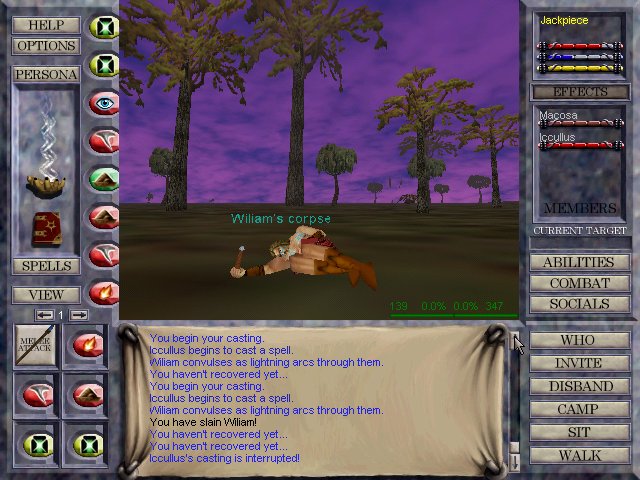 HELP
OPTIONS
PERSONA
SPELLS
VIEW
1
MELEE
ATTACK
Wiliam's corpse
139 0.0% 0.0% 347
You begin your casting.
Iccullus begins to cast a spell.
Wiliam convulses as lightning arcs through them.
You haven't recovered yet...
You begin your casting.
Iccullus begins to cast a spell.
Wiliam convulses as lightning arcs through them.
You have slain Wiliam!
You haven't recovered yet...
You haven't recovered yet...
Iccullus's casting is interrupted!
Jackpiece
EFFECTS
Macosa
Iccullus
MEMBERS
CURRENT TARGET
ABILITIES
COMBAT
SOCIALS
WHO
INVITE
DISBAND
CAMP
SIT
WALK